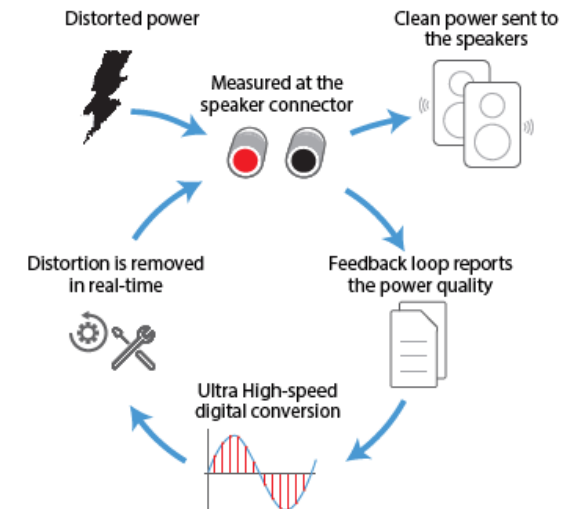 Distorted power
Clean power sent to
the speakers
Measured at the
speaker connector
Distortion is removed
in real-time
Feedback loop reports
the power quality
Ultra High-speed
digital conversion